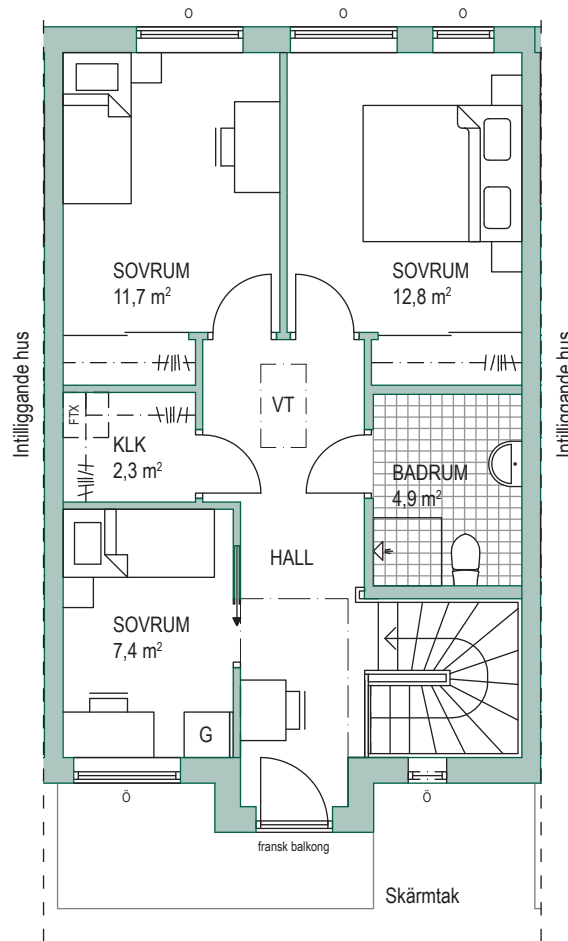 Ö Ö Ö
SOVRUM
11,7 m²
SOVRUM
12,8 m²
Intilliggande hus
Intilliggande hus
VT
FTX
KLK
2,3 m²
BADRUM
4,9 m²
HALL
SOVRUM
7,4 m²
G
Ö Ö
fransk balkong
Skärmtak